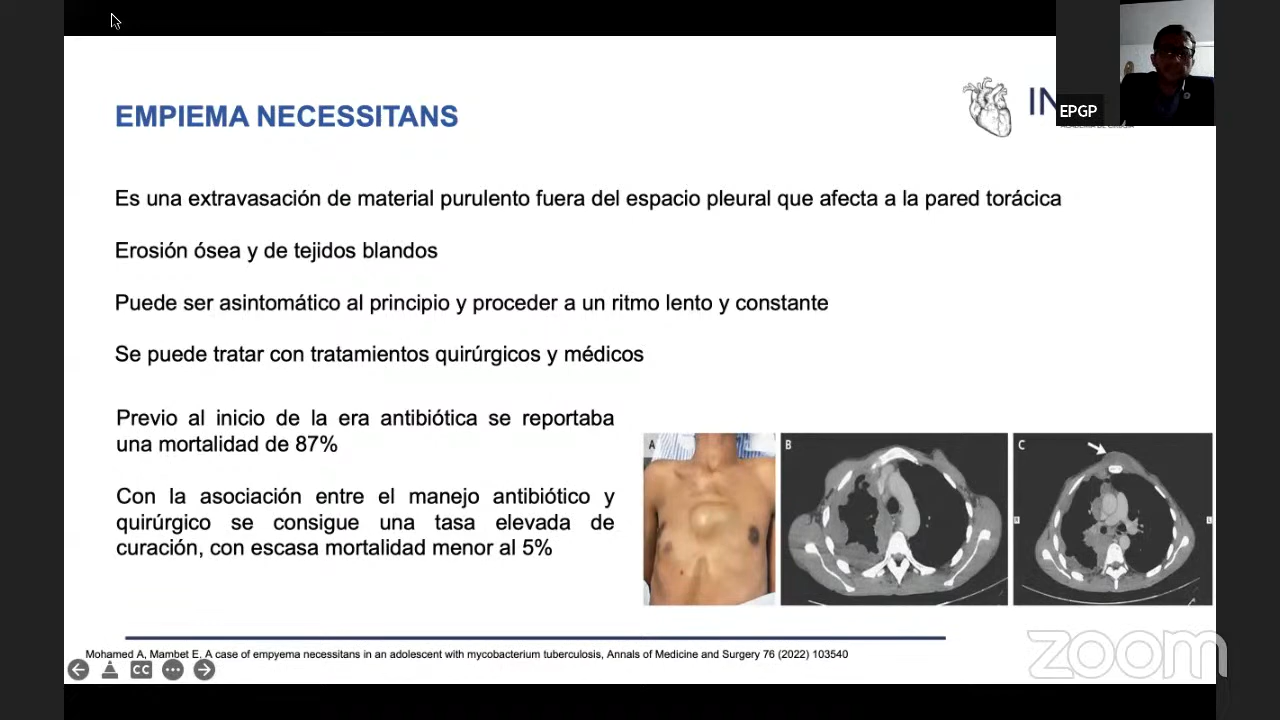 EMPIEMA NECESSITANS
IN
EPGP
Es una extravasación de material purulento fuera del espacio pleural que afecta a la pared torácica
Erosión ósea y de tejidos blandos
Puede ser asintomático al principio y proceder a un ritmo lento y constante
Se puede tratar con tratamientos quirúrgicos y médicos
Previo al inicio de la era antibiótica se reportaba
una mortalidad de 87%
Con la asociación entre el manejo antibiótico y
quirúrgico se consigue una tasa elevada de
curación, con escasa mortalidad menor al 5%
A
B
C
R
L
Mohamed A, Mambet E. A case of empyema necessitans in an adolescent with mycobacterium tuberculosis, Annals of Medicine and Surgery 76 (2022) 103540
CC
zoom